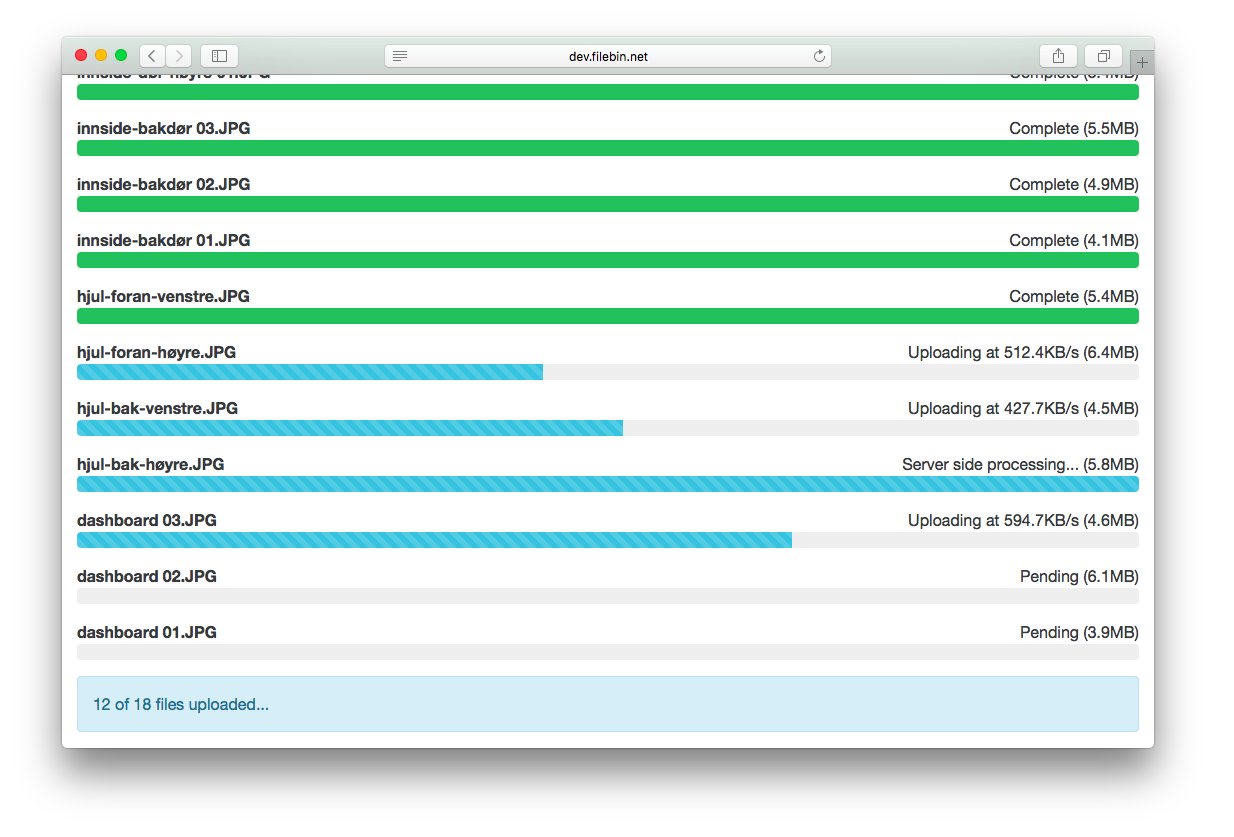 dev.filebin.net
innside-bakdør 03.JPG Complete (5.5MB)
innside-bakdør 02.JPG Complete (4.9MB)
innside-bakdør 01.JPG Complete (4.1MB)
hjul-foran-venstre.JPG Complete (5.4MB)
hjul-foran-høyre.JPG Uploading at 512.4KB/s (6.4MB)
hjul-bak-venstre.JPG Uploading at 427.7KB/s (4.5MB)
hjul-bak-høyre.JPG Server side processing... (5.8MB)
dashboard 03.JPG Uploading at 594.7KB/s (4.6MB)
dashboard 02.JPG Pending (6.1MB)
dashboard 01.JPG Pending (3.9MB)
12 of 18 files uploaded...